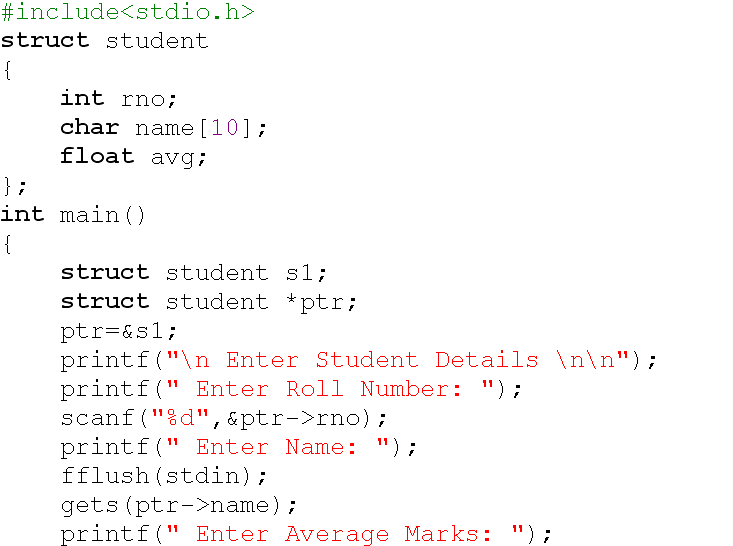 #include<stdio.h>
struct student
{
    int rno;
    char name[10];
    float avg;
};
int main()
{
    struct student s1;
    struct student *ptr;
    ptr=&s1;
    printf("\n Enter Student Details \n\n");
    printf(" Enter Roll Number: ");
    scanf("%d",&ptr->rno);
    printf(" Enter Name: ");
    fflush(stdin);
    gets(ptr->name);
    printf(" Enter Average Marks: ");